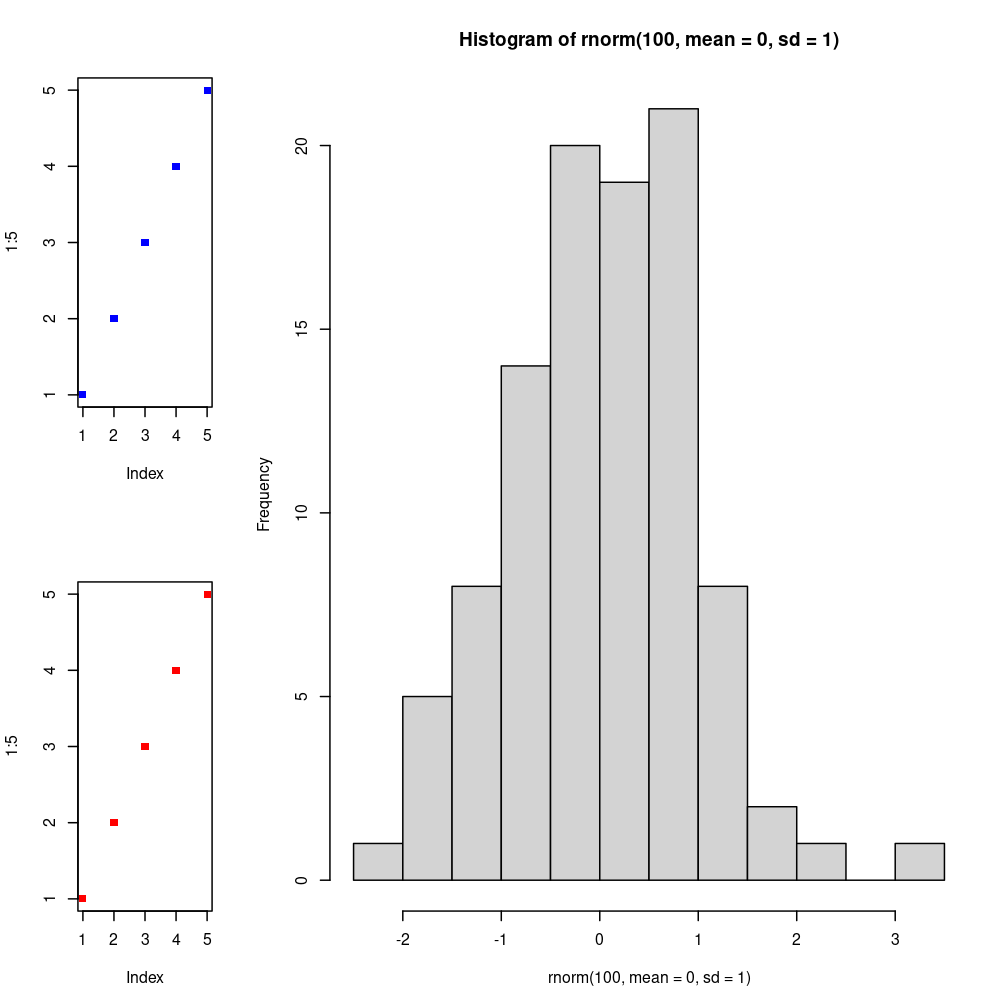 Histogram of rnorm(100, mean = 0, sd = 1)
5
4
3
2
1
1:5
1 2 3 4 5
Index
5
4
3
2
1
1:5
1 2 3 4 5
Index
20
15
10
5
0
Frequency
-2 -1 0 1 2 3
rnorm(100, mean = 0, sd = 1)